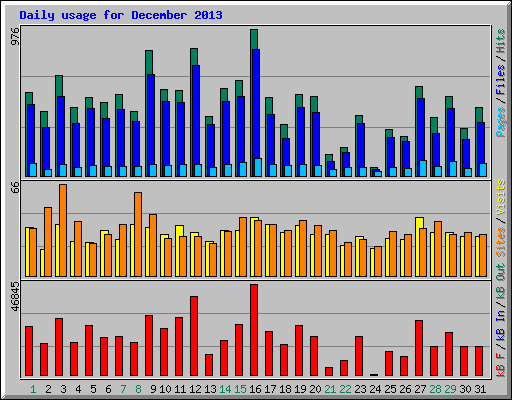 Daily usage for December 2013
976
Pages / Files / Hits
66
Sites / Visits
46845
kB F / kB In / kB Out
1 2 3 4 5 6 7 8 9 10 11 12 13 14 15 16 17 18 19 20 21 22 23 24 25 26 27 28 29 30 31